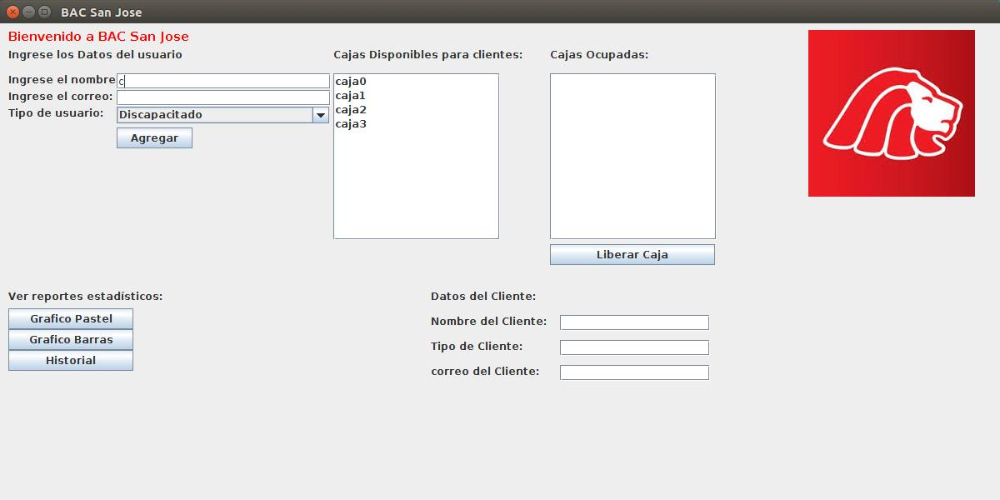 BAC San Jose
Bienvenido a BAC San Jose
Ingrese los Datos del usuario
Cajas Disponibles para clientes:
Cajas Ocupadas:
Ingrese el nombre
c
Ingrese el correo:
Tipo de usuario:
Discapacitado
Agregar
caja0
caja1
caja2
caja3
Liberar Caja
Ver reportes estadísticos:
Grafico Pastel
Grafico Barras
Historial
Datos del Cliente:
Nombre del Cliente:
Tipo de Cliente:
correo del Cliente: